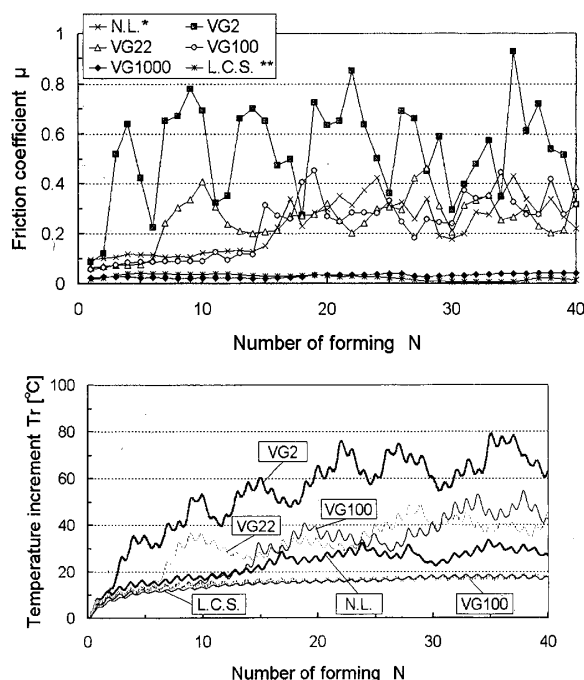 N.L.* VG2
VG22 VG100
VG1000 L.C.S. **
1
0.8
0.6
0.4
0.2
0
Friction coefficient μ
0 10 20 30 40
Number of forming N
100
80
60
40
20
0
Temperature increment Tr [°C]
VG2
VG22
VG100
L.C.S.
N.L.
VG100
0 10 20 30 40
Number of forming N